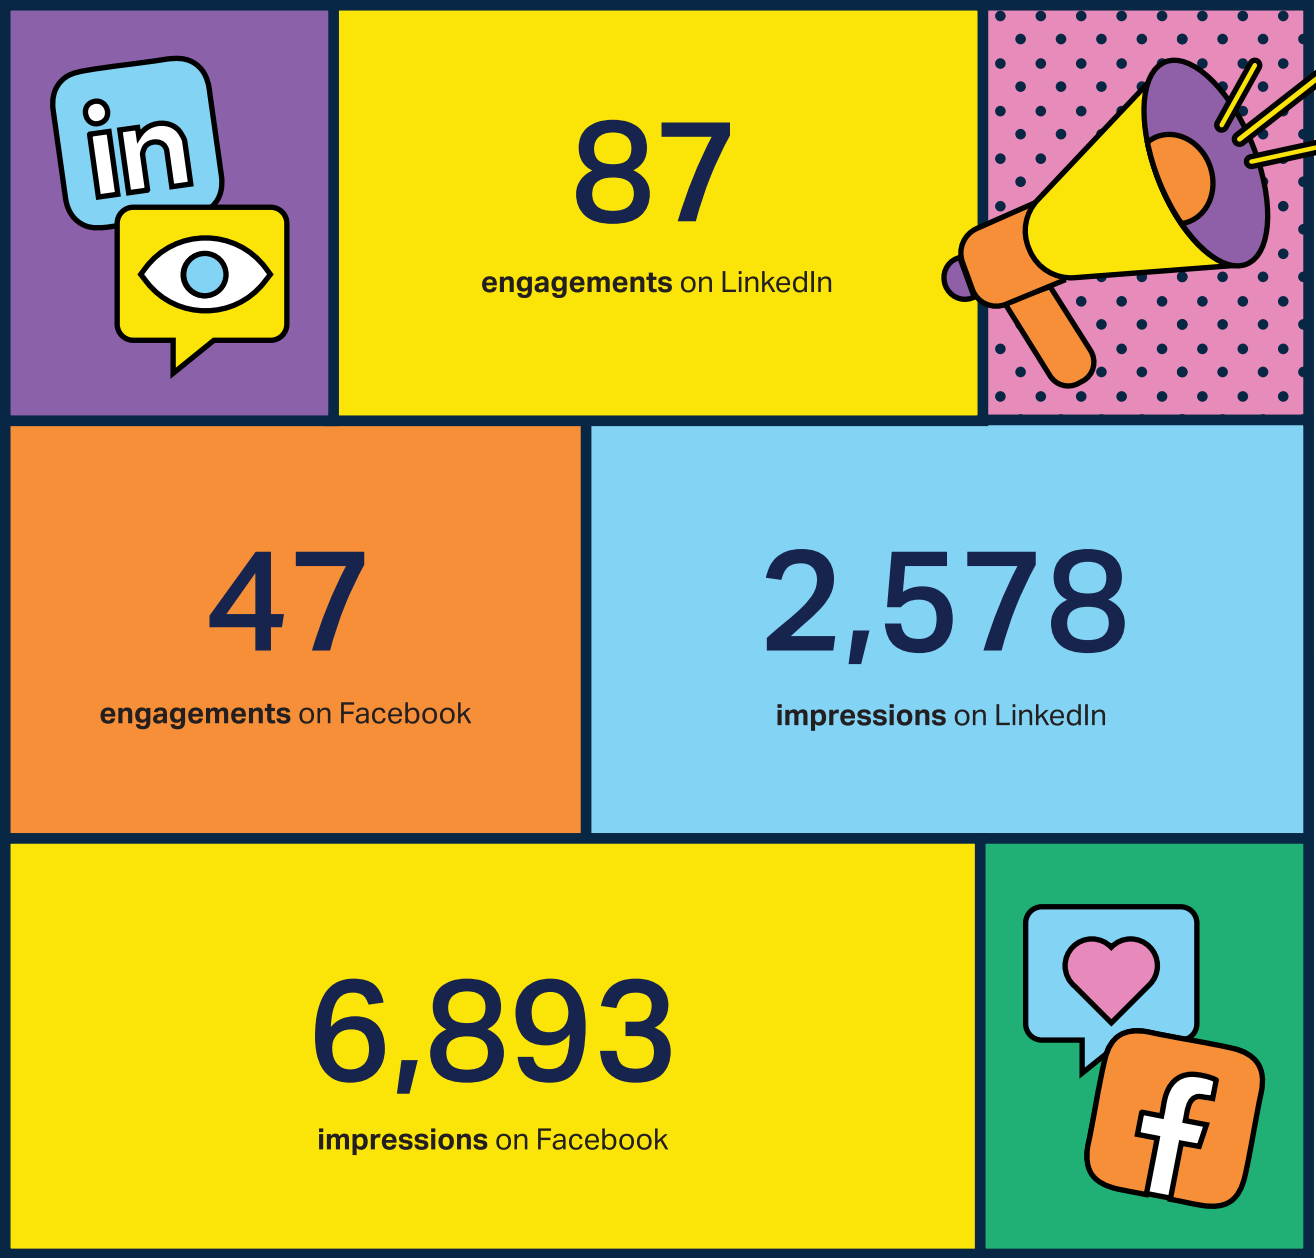 in
87
engagements on LinkedIn
47
engagements on Facebook
2,578
impressions on LinkedIn
6,893
impressions on Facebook
f